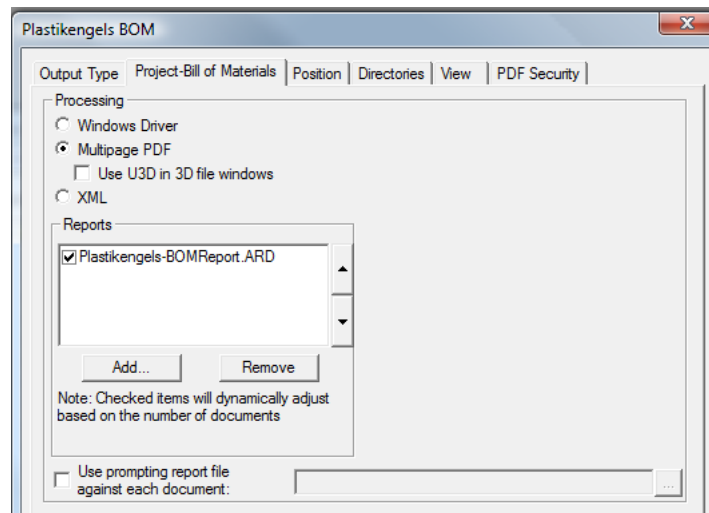 Plastikengels BOM
Output Type Project-Bill of Materials Position Directories View PDF Security
Processing
Windows Driver
Multipage PDF
Use U3D in 3D file windows
XML
Reports
Plastikengels-BOMReport.ARD
Add... Remove
Note: Checked items will dynamically adjust
based on the number of documents
Use prompting report file
against each document:
...